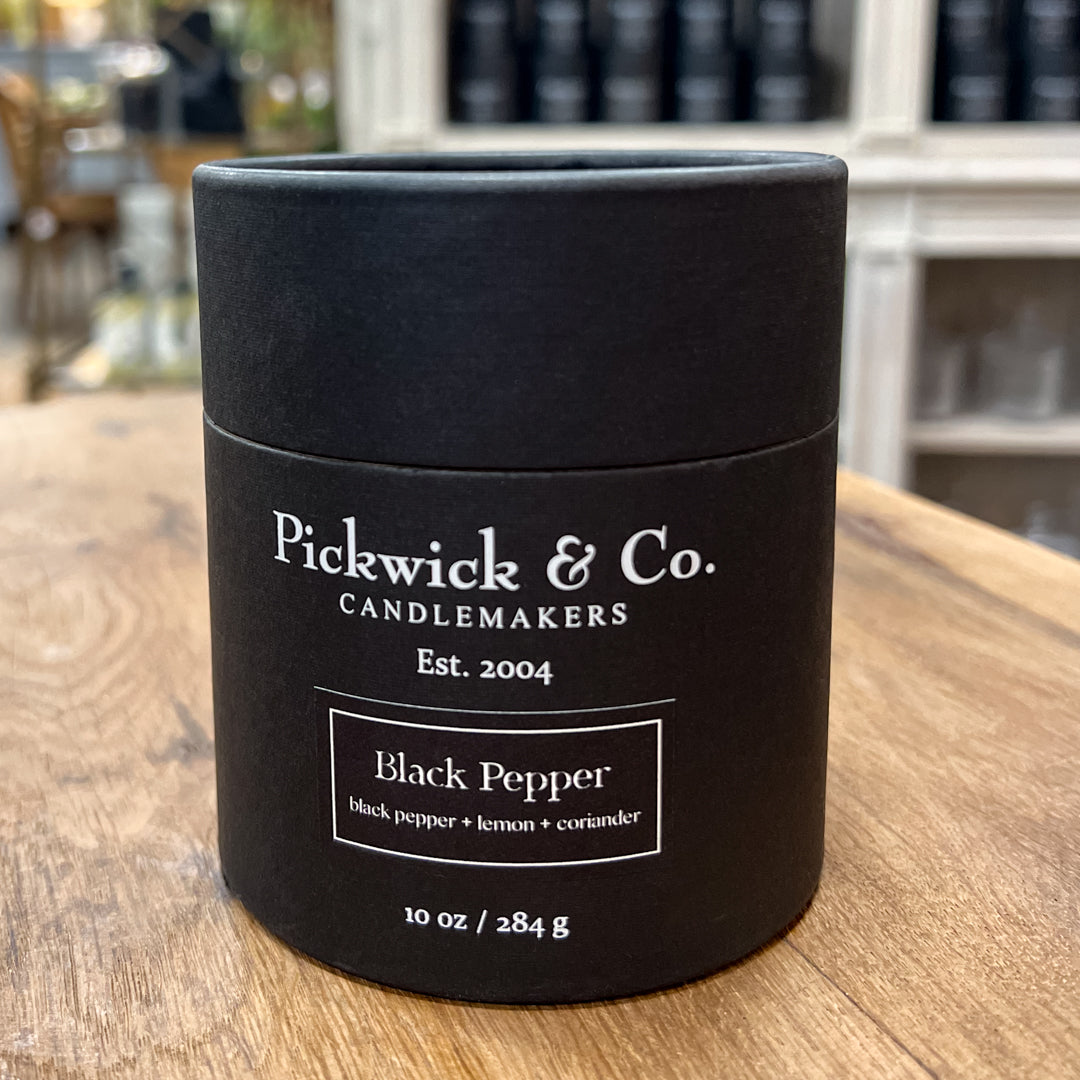 Pickwick & Co.
CANDLEMAKERS
Est. 2004
Black Pepper
black pepper + lemon + coriander
10 oz / 284 g